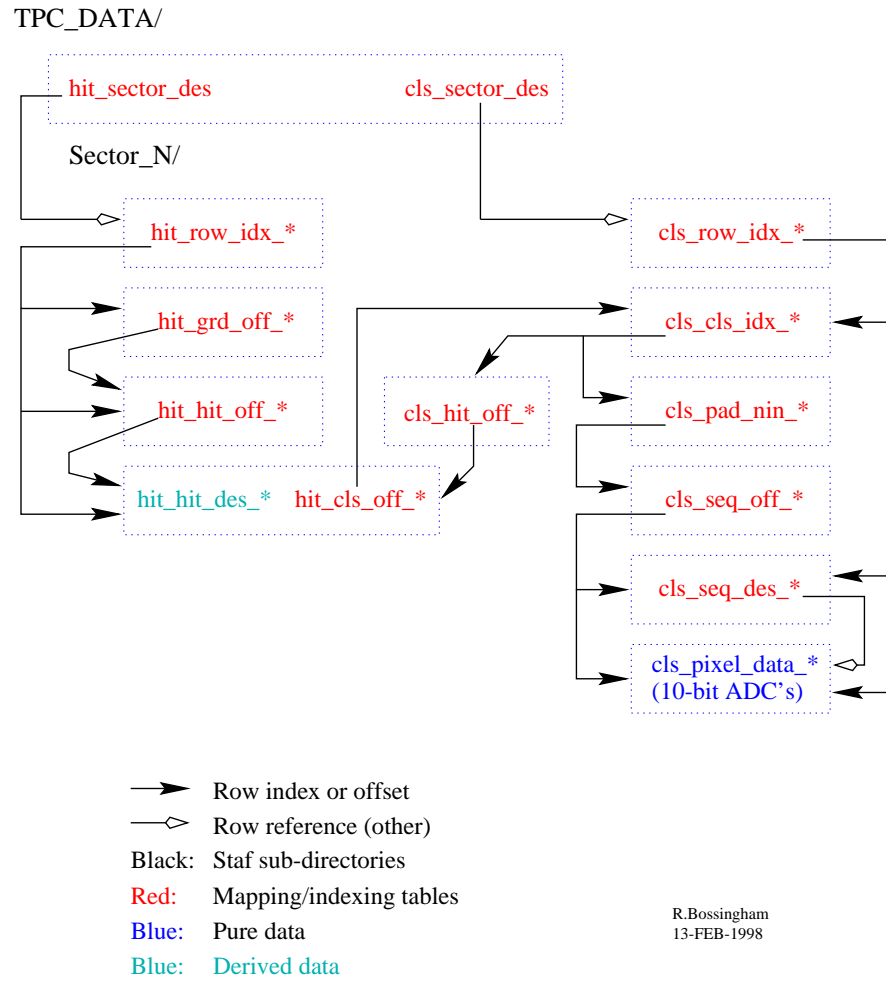 TPC_DATA/
hit_sector_des cls_sector_des
Sector_N/
hit_row_idx_* cls_row_idx_*
hit_grd_off_* cls_cls_idx_*
hit_hit_off_* cls_hit_off_* cls_pad_nin_*
hit_hit_des_* hit_cls_off_* cls_seq_off_*
cls_seq_des_*
cls_pixel_data_*
(10-bit ADC's)
Row index or offset
Row reference (other)
Black: Staf sub-directories
Red: Mapping/indexing tables
Blue: Pure data
Blue: Derived data
R.Bossingham
13-FEB-1998